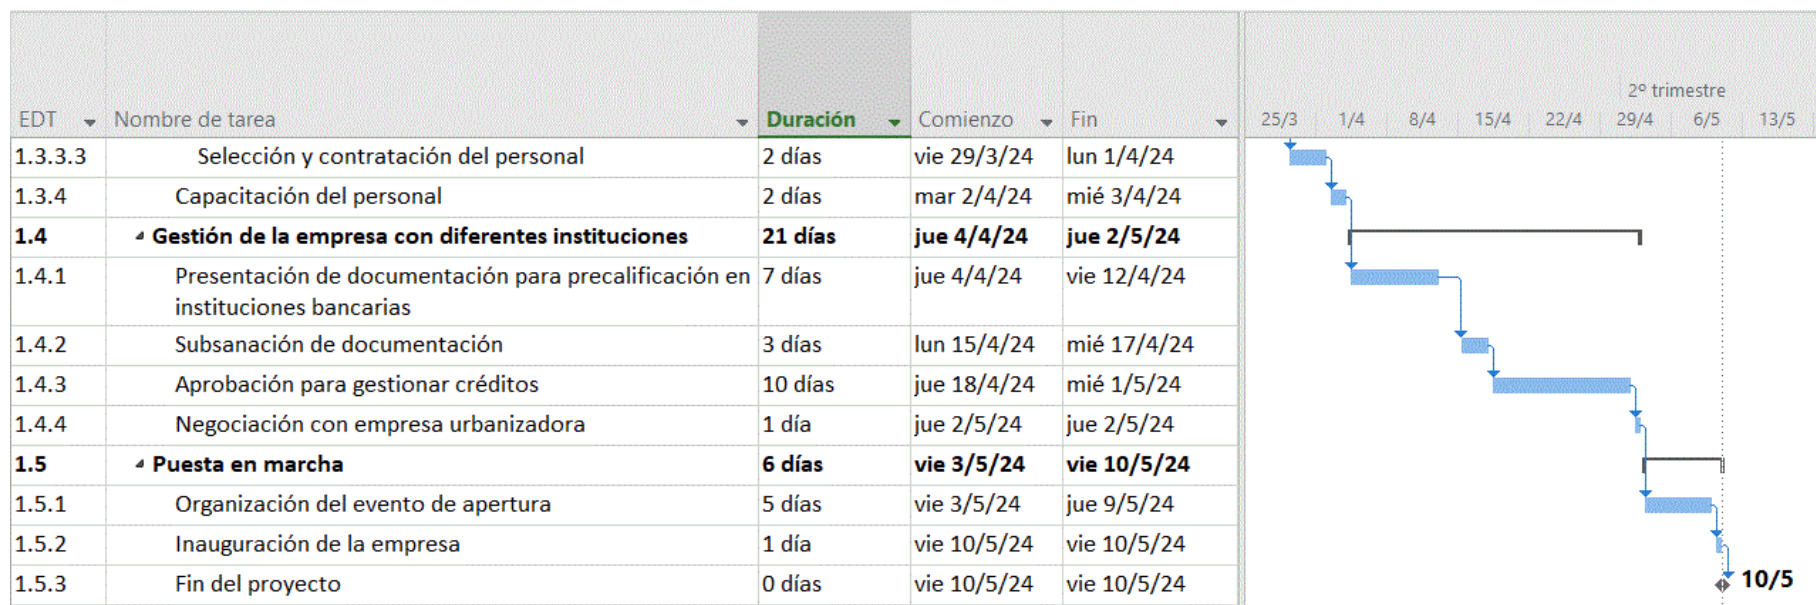 2º trimestre
EDT Nombre de tarea Duración Comienzo Fin 25/3 1/4 8/4 15/4 22/4 29/4 6/5 13/5
1.3.3.3 Selección y contratación del personal 2 días vie 29/3/24 lun 1/4/24
1.3.4 Capacitación del personal 2 días mar 2/4/24 mié 3/4/24
1.4 Gestión de la empresa con diferentes instituciones 21 días jue 4/4/24 jue 2/5/24
1.4.1 Presentación de documentación para precalificación en 7 días jue 4/4/24 vie 12/4/24
instituciones bancarias
1.4.2 Subsanación de documentación 3 días lun 15/4/24 mié 17/4/24
1.4.3 Aprobación para gestionar créditos 10 días jue 18/4/24 mié 1/5/24
1.4.4 Negociación con empresa urbanizadora 1 día jue 2/5/24 jue 2/5/24
1.5 Puesta en marcha 6 días vie 3/5/24 vie 10/5/24
1.5.1 Organización del evento de apertura 5 días vie 3/5/24 jue 9/5/24
1.5.2 Inauguración de la empresa 1 día vie 10/5/24 vie 10/5/24
1.5.3 Fin del proyecto 0 días vie 10/5/24 vie 10/5/24 10/5